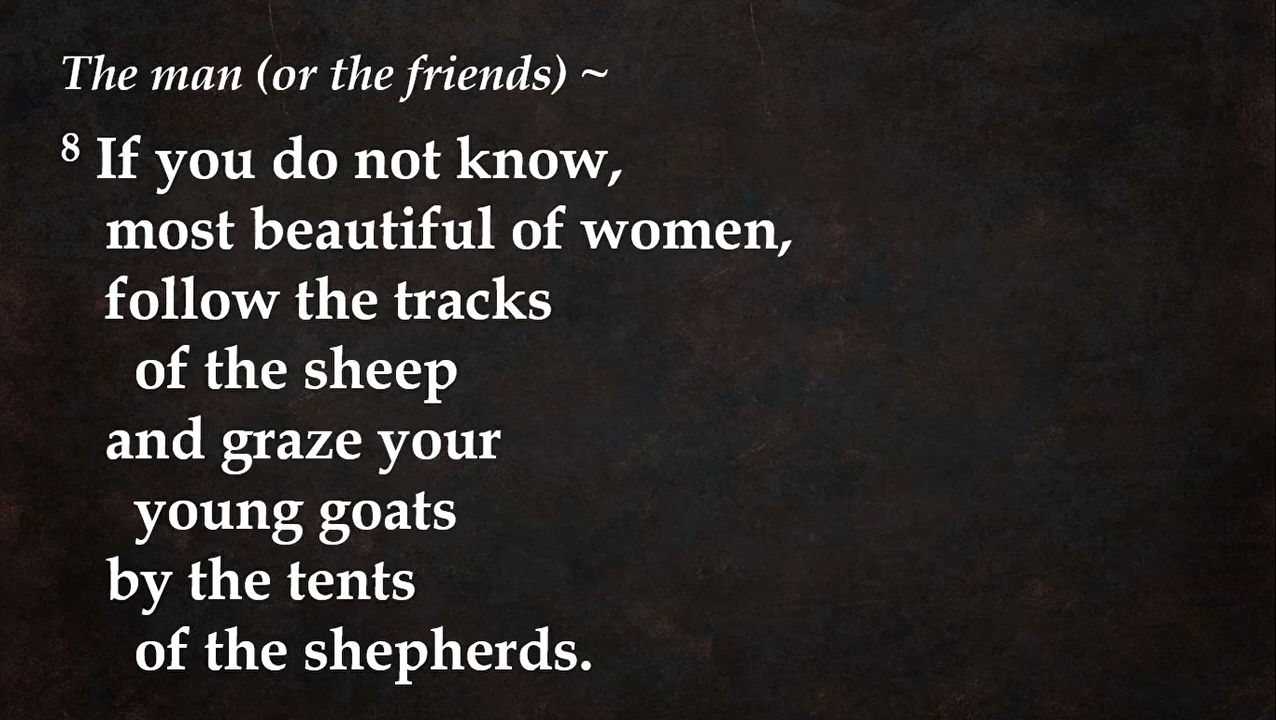 The man (or the friends) ~
8 If you do not know,
most beautiful of women,
follow the tracks
of the sheep
and graze your
young goats
by the tents
of the shepherds.